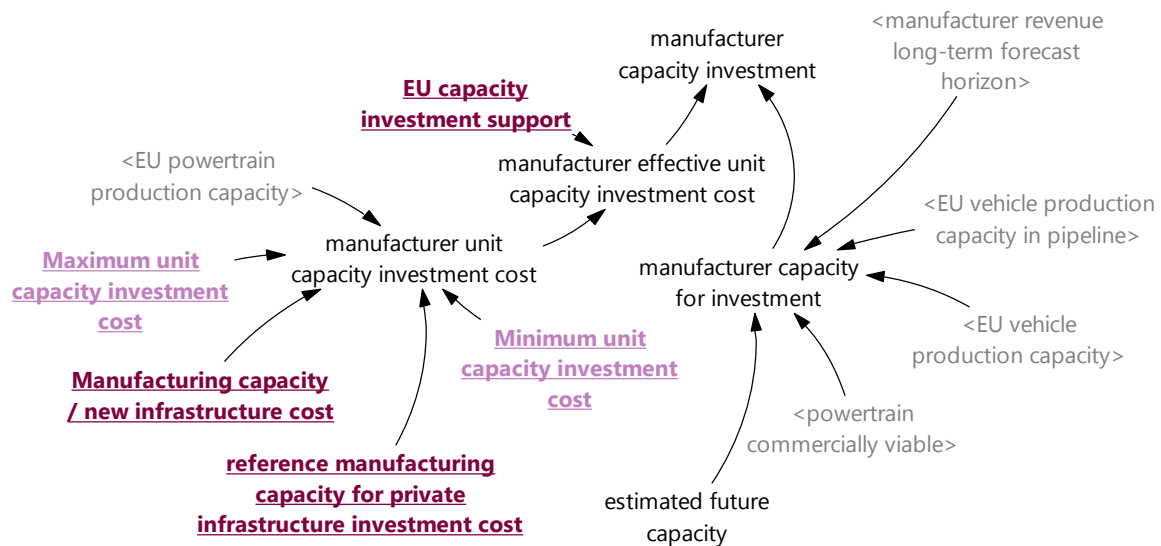 manufacturer
capacity investment
<manufacturer revenue
long-term forecast
horizon>
EU capacity
investment support
<EU powertrain
production capacity>
manufacturer effective unit
capacity investment cost
<EU vehicle production
capacity in pipeline>
manufacturer unit
capacity investment cost
Maximum unit
capacity investment
cost
manufacturer capacity
for investment
<EU vehicle
production capacity>
Minimum unit
capacity investment
cost
Manufacturing capacity
/ new infrastructure cost
<powertrain
commercially viable>
reference manufacturing
capacity for private
infrastructure investment cost
estimated future
capacity